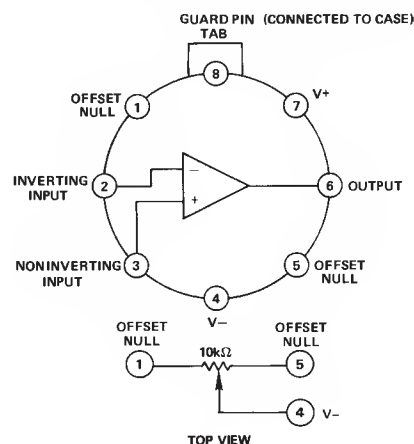 GUARD PIN (CONNECTED TO CASE)
TAB
8
OFFSET
NULL
1
7
V+
INVERTING
INPUT
2
−
+
6
OUTPUT
NONINVERTING
INPUT
3
5
OFFSET
NULL
4
V−
OFFSET
NULL
10kΩ
OFFSET
NULL
1
5
4
V−
TOP VIEW